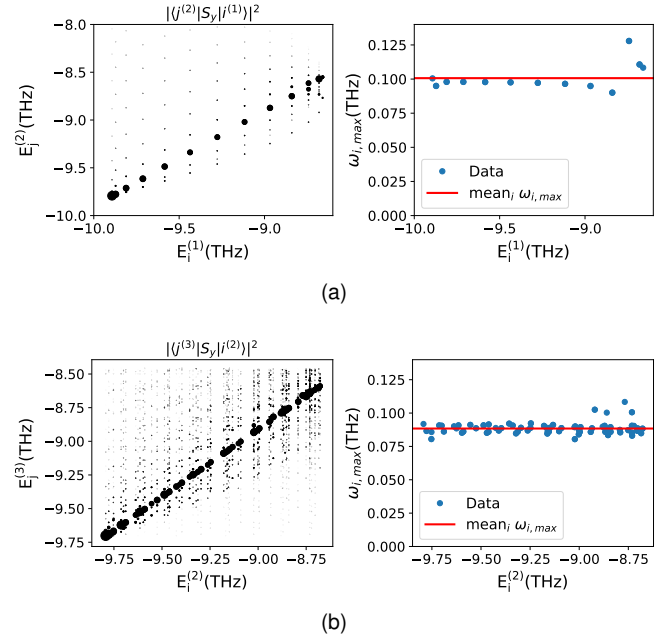 |⟨j⁽²⁾|S_y|i⁽¹⁾⟩|²
−8.0
−8.5
−9.0
−9.5
−10.0
E_j⁽²⁾(THz)
−10.0 −9.5 −9.0
E_i⁽¹⁾(THz)
0.125
0.100
0.075
0.050
0.025
0.000
ω_{i,max}(THz)
Data
mean_i ω_{i,max}
−10.0 −9.5 −9.0
E_i⁽¹⁾(THz)
(a)
|⟨j⁽³⁾|S_y|i⁽²⁾⟩|²
−8.50
−8.75
−9.00
−9.25
−9.50
−9.75
E_j⁽³⁾(THz)
−9.75 −9.50 −9.25 −9.00 −8.75
E_i⁽²⁾(THz)
0.125
0.100
0.075
0.050
0.025
0.000
ω_{i,max}(THz)
Data
mean_i ω_{i,max}
−9.75 −9.50 −9.25 −9.00 −8.75
E_i⁽²⁾(THz)
(b)